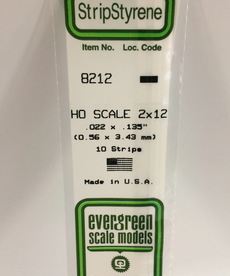 StripStyrene
Item No. Loc. Code
8212
HO SCALE 2x12
.022 x .135"
(0.56 x 3.43 mm)
10 Strips
Made in U.S.A.
evergreen
scale models